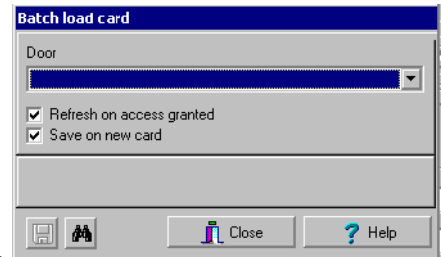 Batch load card
Door
Refresh on access granted
Save on new card
Close
Help